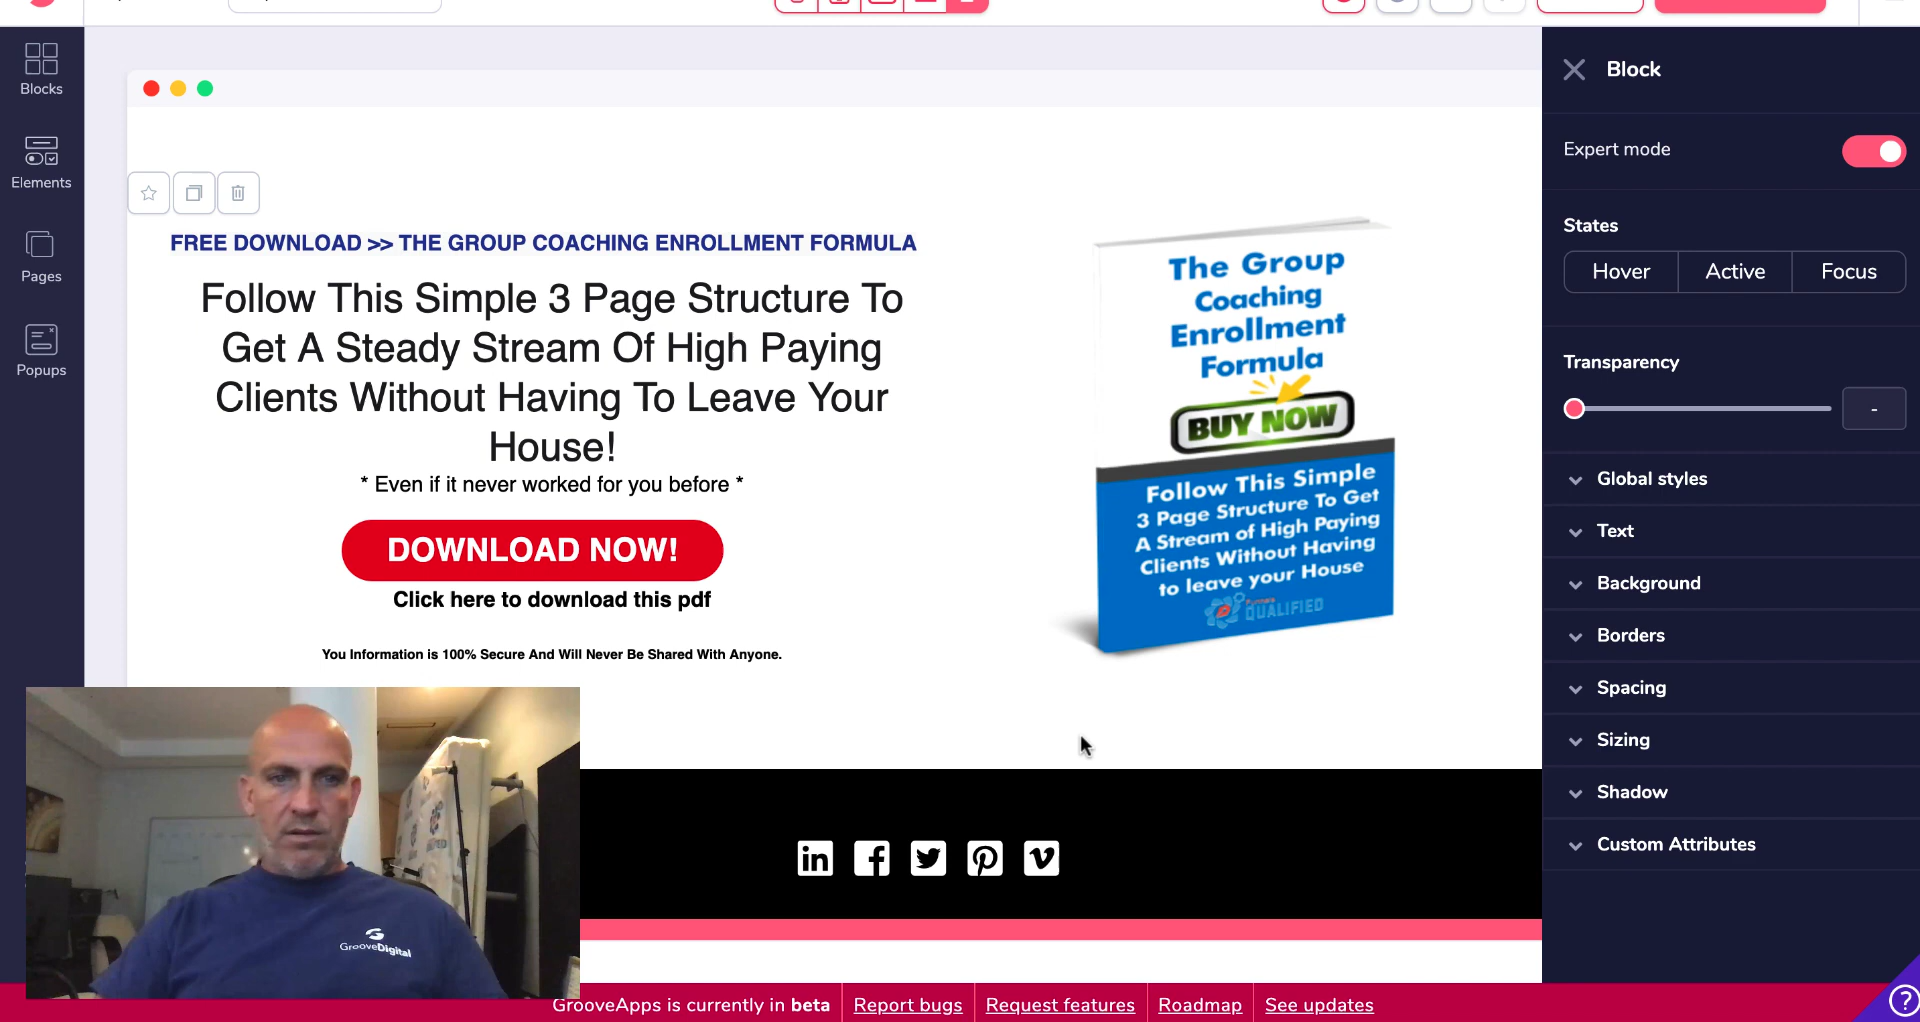 Blocks
Elements
Pages
Popups
FREE DOWNLOAD >> THE GROUP COACHING ENROLLMENT FORMULA
Follow This Simple 3 Page Structure To
Get A Steady Stream Of High Paying
Clients Without Having To Leave Your
House!
* Even if it never worked for you before *
DOWNLOAD NOW!
Click here to download this pdf
You Information is 100% Secure And Will Never Be Shared With Anyone.
The Group
Coaching
Enrollment
Formula
BUY NOW
Follow This Simple
3 Page Structure To Get
A Stream of High Paying
Clients Without Having
to leave your House
QUALIFIED
in
GrooveDigital
Block
Expert mode
States
Hover Active Focus
Transparency
-
Global styles
Text
Background
Borders
Spacing
Sizing
Shadow
Custom Attributes
GrooveApps is currently in beta Report bugs Request features Roadmap See updates
?